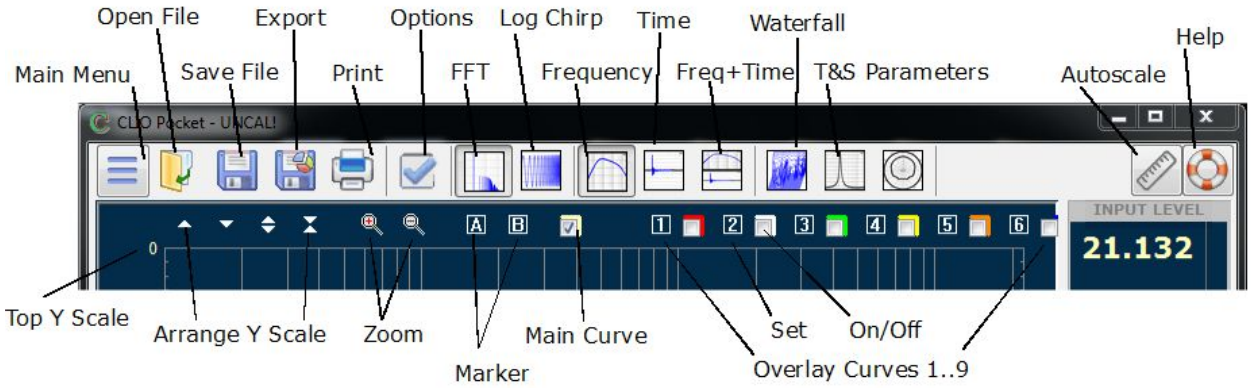 Open File Export Options Log Chirp Time Waterfall
Help
Main Menu Save File Print FFT Frequency Freq+Time T&S Parameters Autoscale
CLIO Pocket - UNCAL!
INPUT LEVEL
A B 1 2 3 4 5 6
21.132
0
Top Y Scale Arrange Y Scale Zoom Main Curve Set On/Off
Marker Overlay Curves 1..9